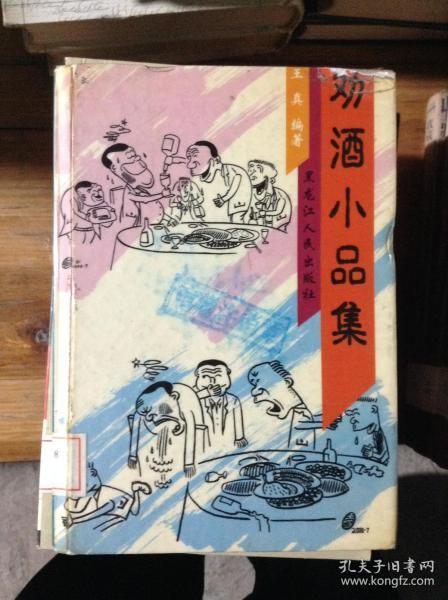 劝酒小品集
王真 编著
黑龙江人民出版社
8
孔夫子旧书网
www.kongfz.com